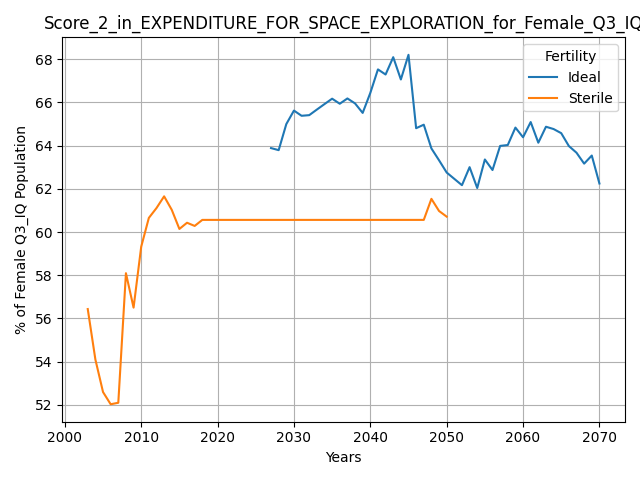 Score_2_in_EXPENDITURE_FOR_SPACE_EXPLORATION_for_Female_Q3_IQ
Fertility
Ideal
Sterile
% of Female Q3_IQ Population
68
66
64
62
60
58
56
54
52
2000 2010 2020 2030 2040 2050 2060 2070
Years